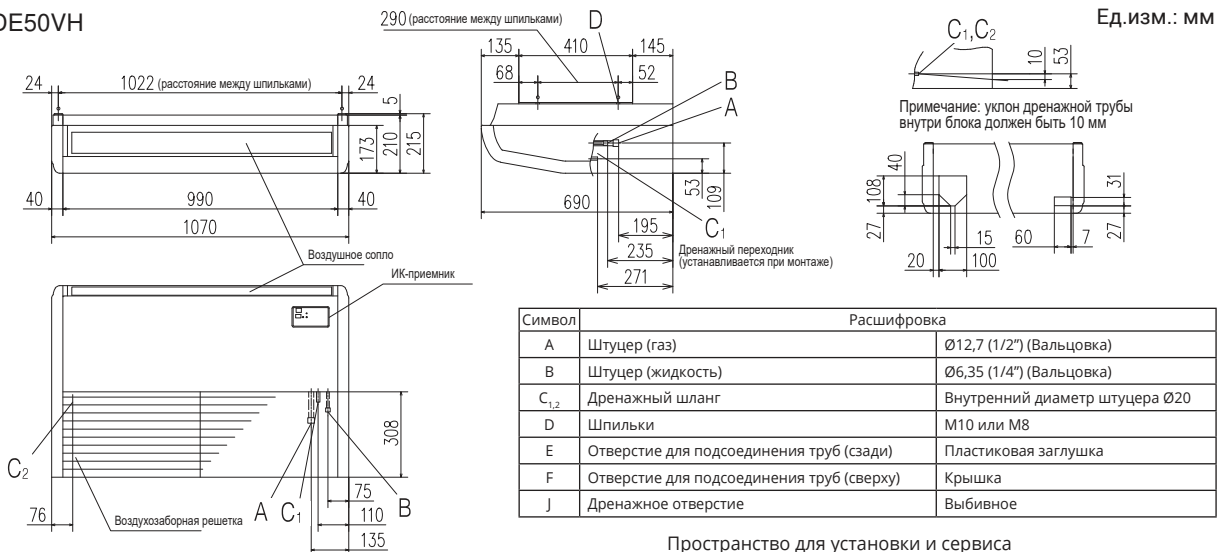 DE50VH
Ед.изм.: мм
24
1022 (расстояние между шпильками)
24
5
173
210
215
40
990
40
1070
Воздушное сопло
ИК-приемник
290 (расстояние между шпильками)
D
135
410
145
68
52
B
A
53
109
690
C1
195
235
271
Дренажный переходник
(устанавливается при монтаже)
C1,C2
10
53
Примечание: уклон дренажной трубы
внутри блока должен быть 10 мм
40
108
27
15
20
100
60
7
31
27
308
C2
76
Воздухозаборная решетка
A
C1
B
75
110
135
Символ Расшифровка
A Штуцер (газ) Ø12,7 (1/2”) (Вальцовка)
B Штуцер (жидкость) Ø6,35 (1/4”) (Вальцовка)
C1,2 Дренажный шланг Внутренний диаметр штуцера Ø20
D Шпильки M10 или M8
E Отверстие для подсоединения труб (сзади) Пластиковая заглушка
F Отверстие для подсоединения труб (сверху) Крышка
J Дренажное отверстие Выбивное
Пространство для установки и сервиса